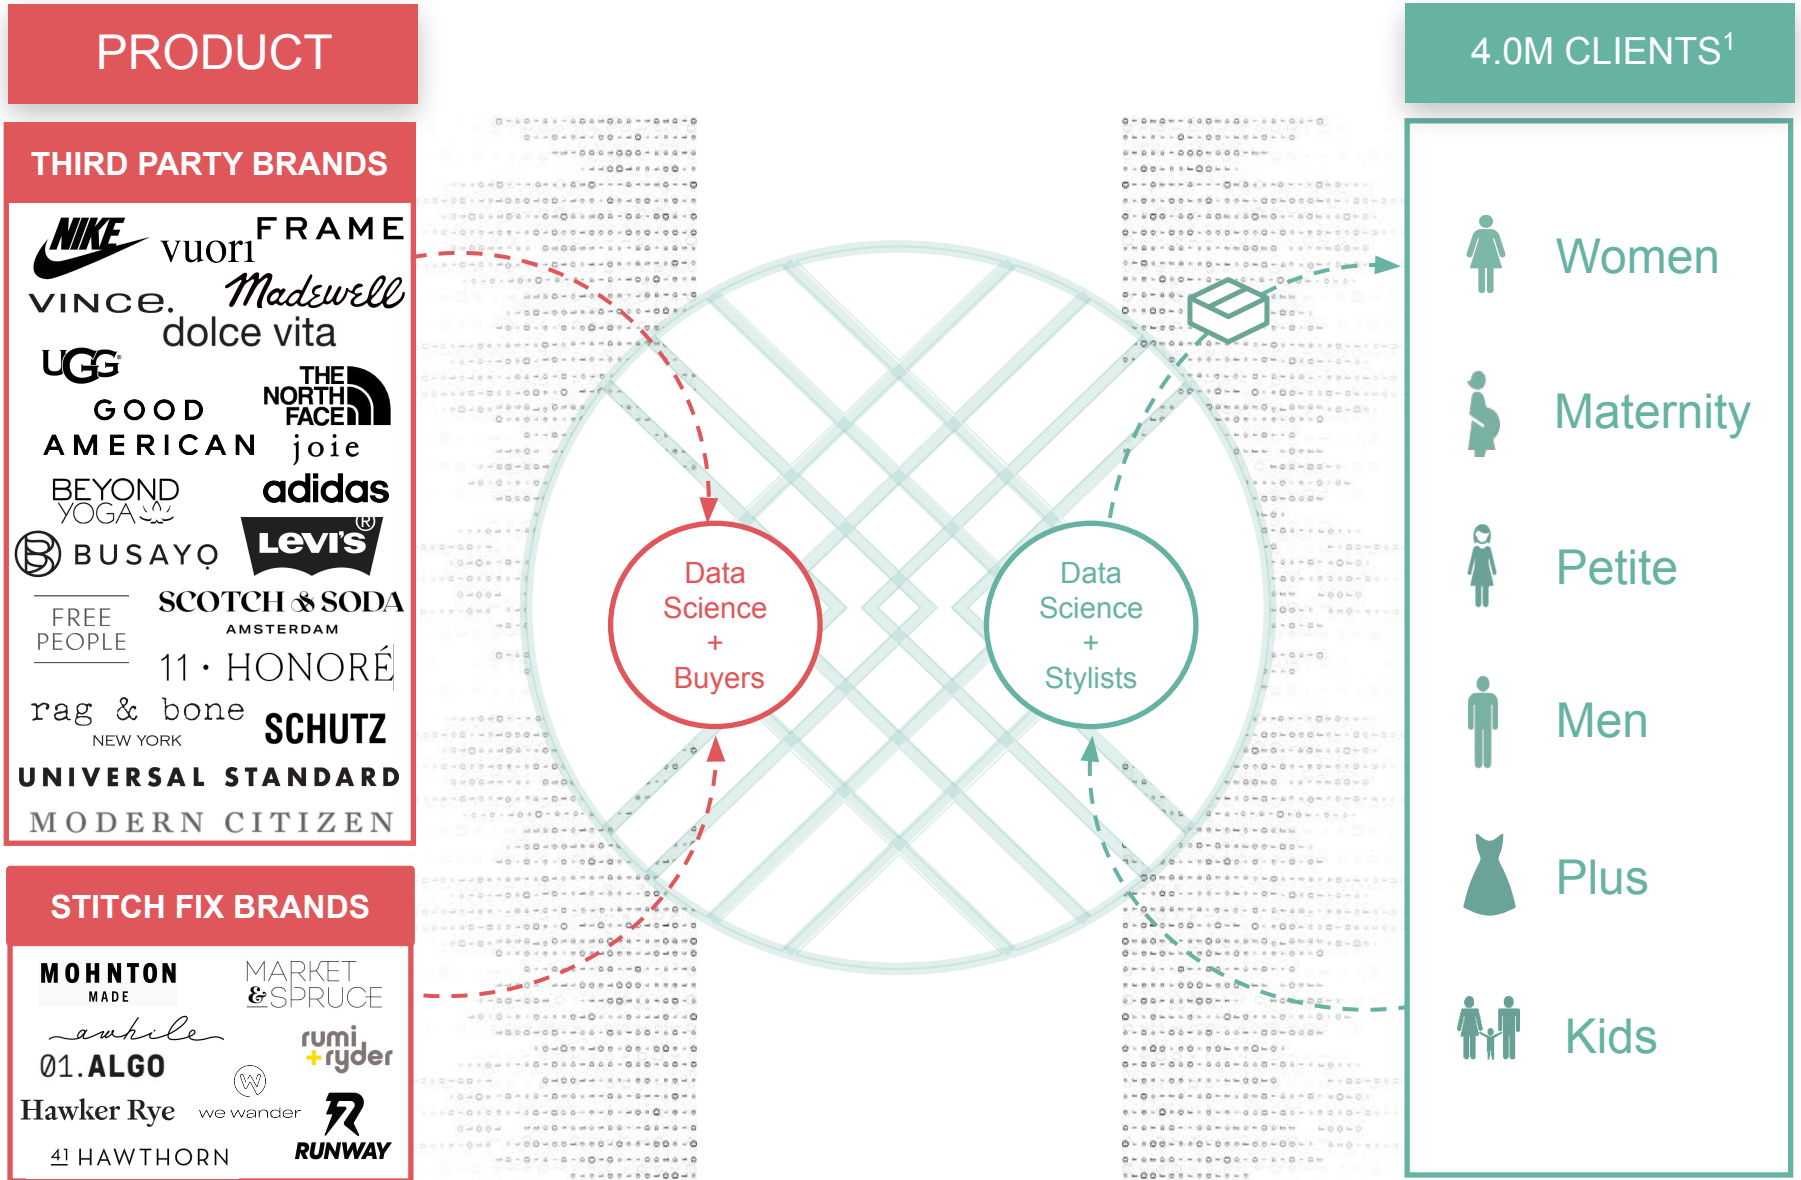 PRODUCT
THIRD PARTY BRANDS
NIKE
vuori
FRAME
VINCE.
Madewell
dolce vita
UGG®
THE
NORTH
FACE
GOOD
AMERICAN
joie
BEYOND
YOGA
adidas
BUSAYỌ
LEVI'S®
FREE
PEOPLE
SCOTCH & SODA
AMSTERDAM
11 · HONORÉ
rag & bone
NEW YORK
SCHUTZ
UNIVERSAL STANDARD
MODERN CITIZEN
STITCH FIX BRANDS
MOHNTON
MADE
MARKET
&SPRUCE
awhile
rumi
+ryder
01.ALGO
W
we wander
Hawker Rye
R
RUNWAY
41 HAWTHORN
Data
Science
+
Buyers
Data
Science
+
Stylists
4.0M CLIENTS¹
Women
Maternity
Petite
Men
Plus
Kids